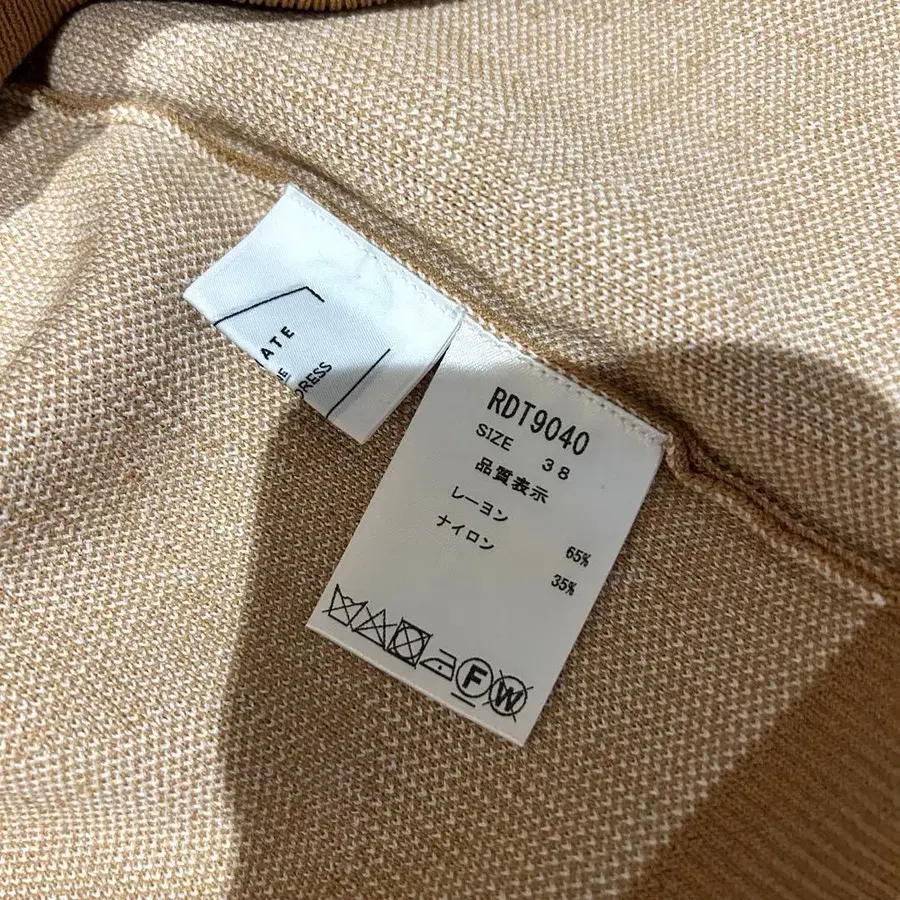 ATE
DRESS
RDT9040
SIZE 38
品質表示
レーヨン 65%
ナイロン 35%
F W